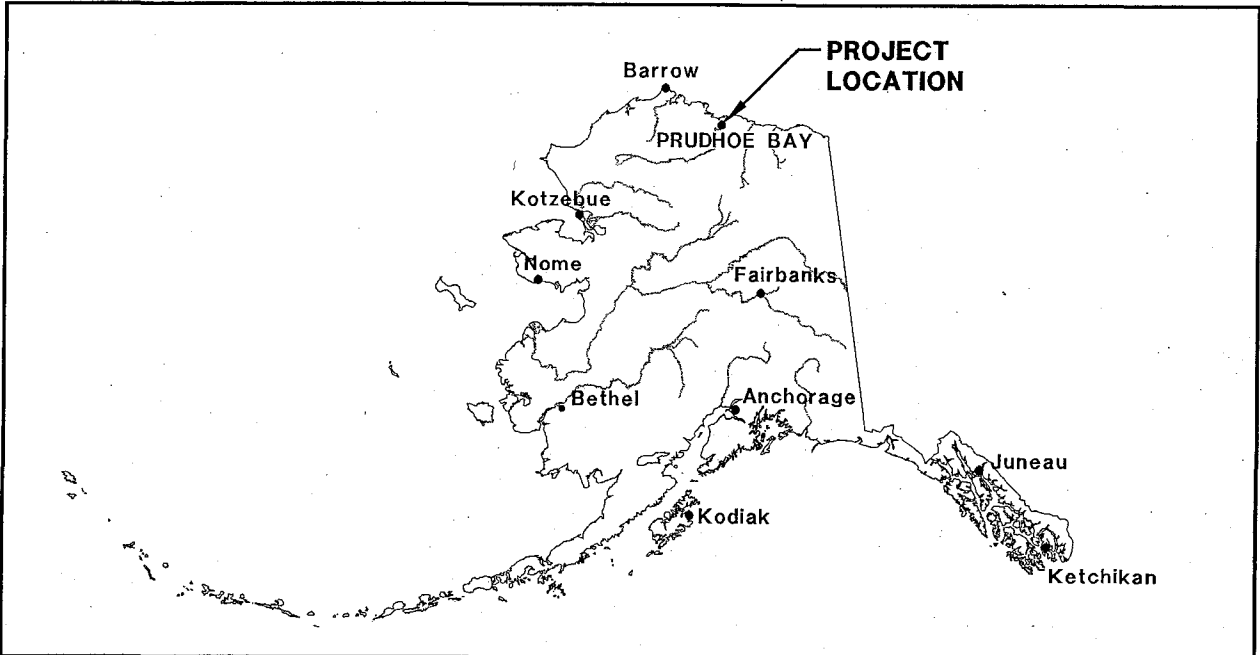 PROJECT
LOCATION
Barrow
PRUDHOE BAY
Kotzebue
Nome
Fairbanks
Bethel
Anchorage
Juneau
Kodiak
Ketchikan